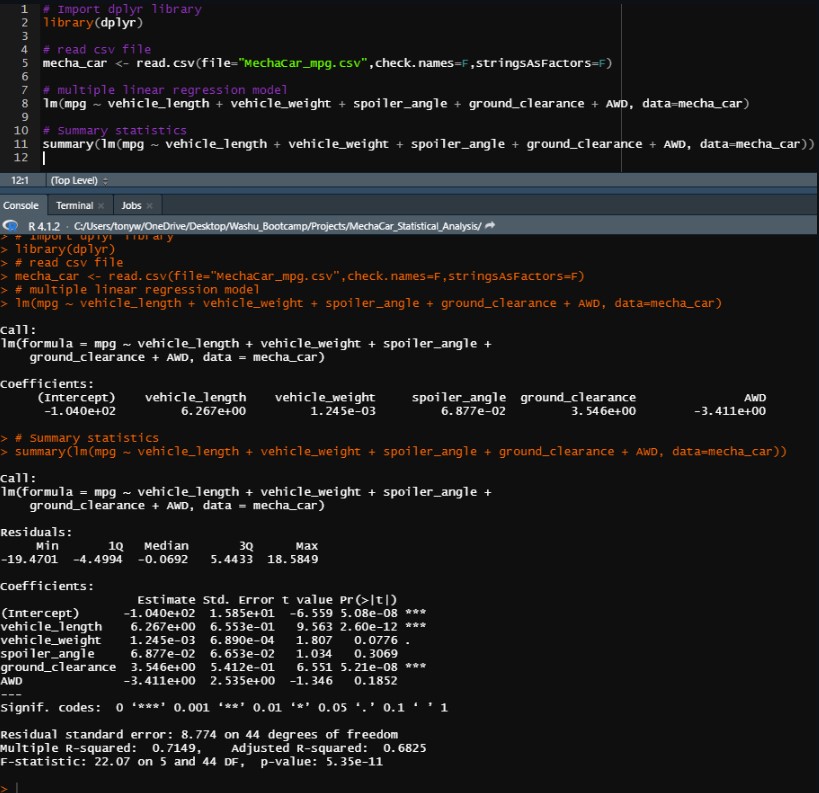 1 # Import dplyr library
2 library(dplyr)
3
4 # read csv file
5 mecha_car <- read.csv(file="MechaCar_mpg.csv",check.names=F,stringsAsFactors=F)
6
7 # multiple linear regression model
8 lm(mpg ~ vehicle_length + vehicle_weight + spoiler_angle + ground_clearance + AWD, data=mecha_car)
9
10 # Summary statistics
11 summary(lm(mpg ~ vehicle_length + vehicle_weight + spoiler_angle + ground_clearance + AWD, data=mecha_car))
12
12:1 (Top Level)
Console Terminal Jobs
R 4.1.2 · C:/Users/tonyw/OneDrive/Desktop/Washu_Bootcamp/Projects/MechaCar_Statistical_Analysis/
> # Import dplyr library
> library(dplyr)
> # read csv file
> mecha_car <- read.csv(file="MechaCar_mpg.csv",check.names=F,stringsAsFactors=F)
> # multiple linear regression model
> lm(mpg ~ vehicle_length + vehicle_weight + spoiler_angle + ground_clearance + AWD, data=mecha_car)
Call:
lm(formula = mpg ~ vehicle_length + vehicle_weight + spoiler_angle +
ground_clearance + AWD, data = mecha_car)
Coefficients:
(Intercept) vehicle_length vehicle_weight spoiler_angle ground_clearance AWD
-1.040e+02 6.267e+00 1.245e-03 6.877e-02 3.546e+00 -3.411e+00
> # Summary statistics
> summary(lm(mpg ~ vehicle_length + vehicle_weight + spoiler_angle + ground_clearance + AWD, data=mecha_car))
Call:
lm(formula = mpg ~ vehicle_length + vehicle_weight + spoiler_angle +
ground_clearance + AWD, data = mecha_car)
Residuals:
Min 1Q Median 3Q Max
-19.4701 -4.4994 -0.0692 5.4433 18.5849
Coefficients:
Estimate Std. Error t value Pr(>|t|)
(Intercept) -1.040e+02 1.585e+01 -6.559 5.08e-08 ***
vehicle_length 6.267e+00 6.553e-01 9.563 2.60e-12 ***
vehicle_weight 1.245e-03 6.890e-04 1.807 0.0776 .
spoiler_angle 6.877e-02 6.653e-02 1.034 0.3069
ground_clearance 3.546e+00 5.412e-01 6.551 5.21e-08 ***
AWD -3.411e+00 2.535e+00 -1.346 0.1852
---
Signif. codes: 0 ‘***’ 0.001 ‘**’ 0.01 ‘*’ 0.05 ‘.’ 0.1 ‘ ’ 1
Residual standard error: 8.774 on 44 degrees of freedom
Multiple R-squared: 0.7149, Adjusted R-squared: 0.6825
F-statistic: 22.07 on 5 and 44 DF, p-value: 5.35e-11
>